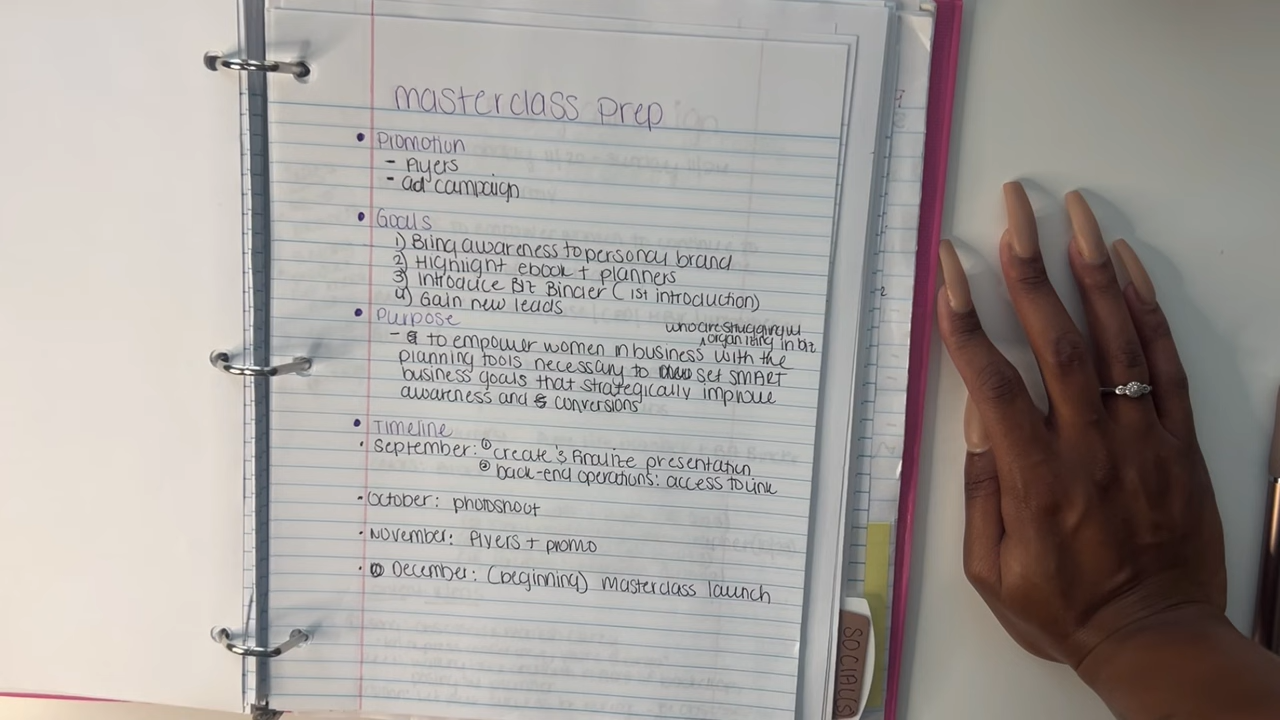 masterclass prep
• Promotion
- Flyers
- ad campaign
• Goals
1) Bring awareness to personal brand
2) Highlight ebook + planners
3) Introduce Biz Binder (1st introduction)
4) Gain new leads
• Purpose
who are struggling w/
organizing in biz
- to empower women in business with the
planning tools necessary to set SMART
business goals that strategically improve
awareness and conversions
• Timeline
• September: ① create & finalize presentation
② back-end operations: access to link
• October: photoshoot
• November: Flyers + promo
• December: (beginning) masterclass launch
SOCIALS